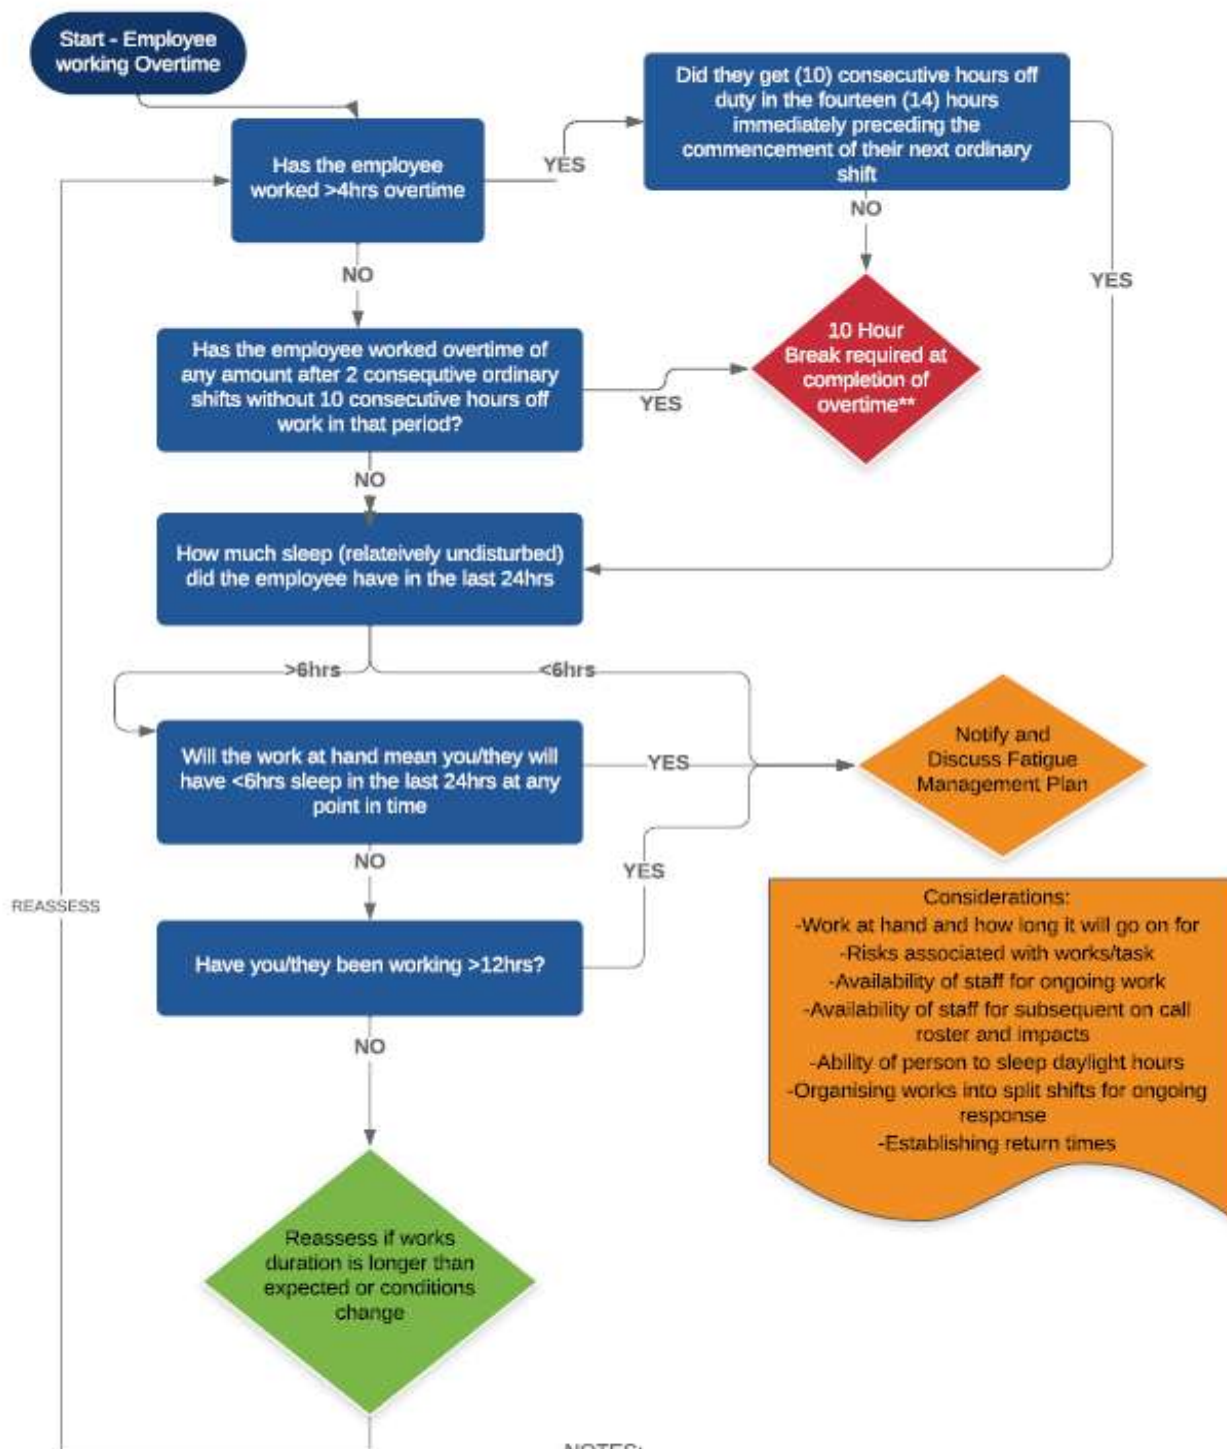 Start - Employee
working Overtime
Has the employee
worked >4hrs overtime
YES
Did they get (10) consecutive hours off
duty in the fourteen (14) hours
immediately preceding the
commencement of their next ordinary
shift
NO
YES
NO
10 Hour
Break required at
completion of
overtime**
Has the employee worked overtime of
any amount after 2 consequtive ordinary
shifts without 10 consecutive hours off
work in that period?
YES
NO
How much sleep (relateively undisturbed)
did the employee have in the last 24hrs
>6hrs
<6hrs
Will the work at hand mean you/they will
have <6hrs sleep in the last 24hrs at any
point in time
YES
Notify and
Discuss Fatigue
Management Plan
NO
YES
REASSESS
Have you/they been working >12hrs?
Considerations:
-Work at hand and how long it will go on for
-Risks associated with works/task
-Availability of staff for ongoing work
-Availability of staff for subsequent on call
roster and impacts
-Ability of person to sleep daylight hours
-Organising works into split shifts for ongoing
response
-Establishing return times
NO
Reassess if works
duration is longer than
expected or conditions
change
NOTES: